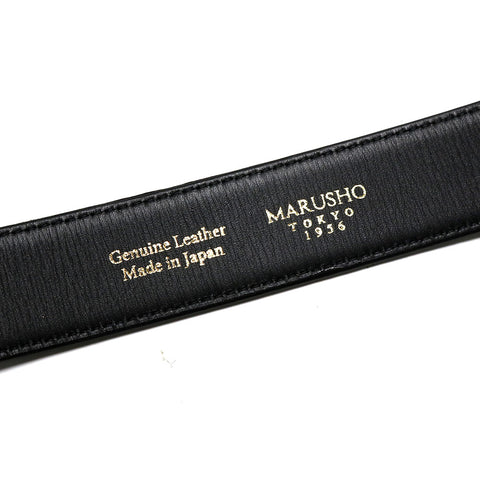 Genuine Leather
Made in Japan
MARUSHO
TOKYO
1956